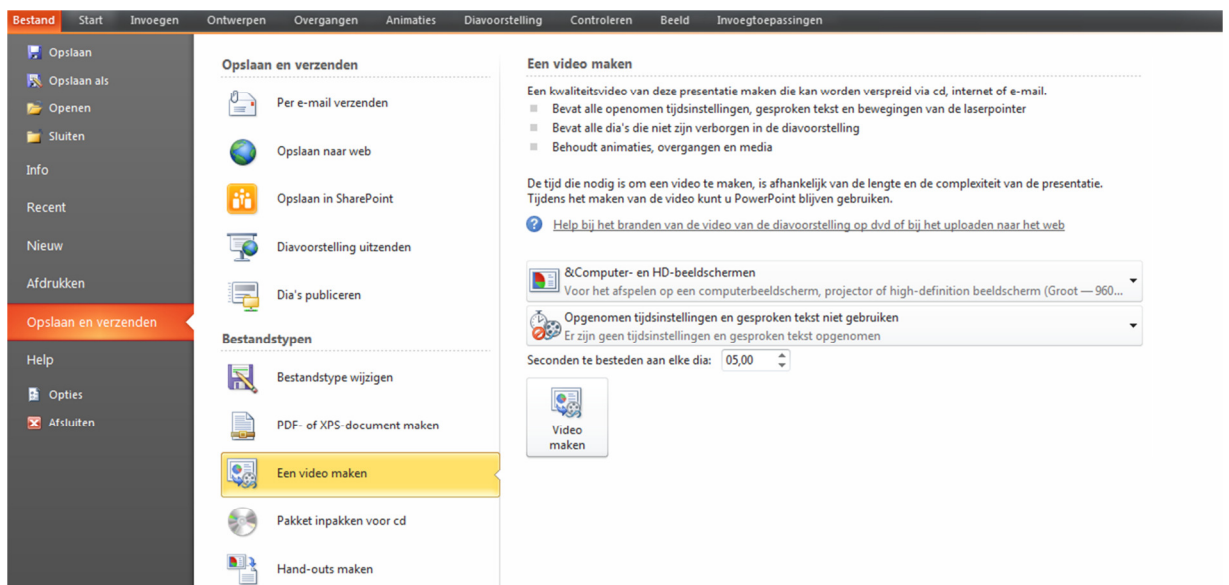 Bestand Start Invoegen Ontwerpen Overgangen Animaties Diavoorstelling Controleren Beeld Invoegtoepassingen
Opslaan
Opslaan als
Openen
Sluiten
Info
Recent
Nieuw
Afdrukken
Opslaan en verzenden
Help
Opties
Afsluiten
Opslaan en verzenden
Per e-mail verzenden
Opslaan naar web
Opslaan in SharePoint
Diavoorstelling uitzenden
Dia's publiceren
Bestandstypen
Bestandstype wijzigen
PDF- of XPS-document maken
Een video maken
Pakket inpakken voor cd
Hand-outs maken
Een video maken
Een kwaliteitsvideo van deze presentatie maken die kan worden verspreid via cd, internet of e-mail.
Bevat alle openomen tijdsinstellingen, gesproken tekst en bewegingen van de laserpointer
Bevat alle dia's die niet zijn verborgen in de diavoorstelling
Behoudt animaties, overgangen en media
De tijd die nodig is om een video te maken, is afhankelijk van de lengte en de complexiteit van de presentatie.
Tijdens het maken van de video kunt u PowerPoint blijven gebruiken.
Help bij het branden van de video van de diavoorstelling op dvd of bij het uploaden naar het web
&Computer- en HD-beeldschermen
Voor het afspelen op een computerbeeldscherm, projector of high-definition beeldscherm (Groot — 960...
Opgenomen tijdsinstellingen en gesproken tekst niet gebruiken
Er zijn geen tijdsinstellingen en gesproken tekst opgenomen
Seconden te besteden aan elke dia: 05,00
Video
maken